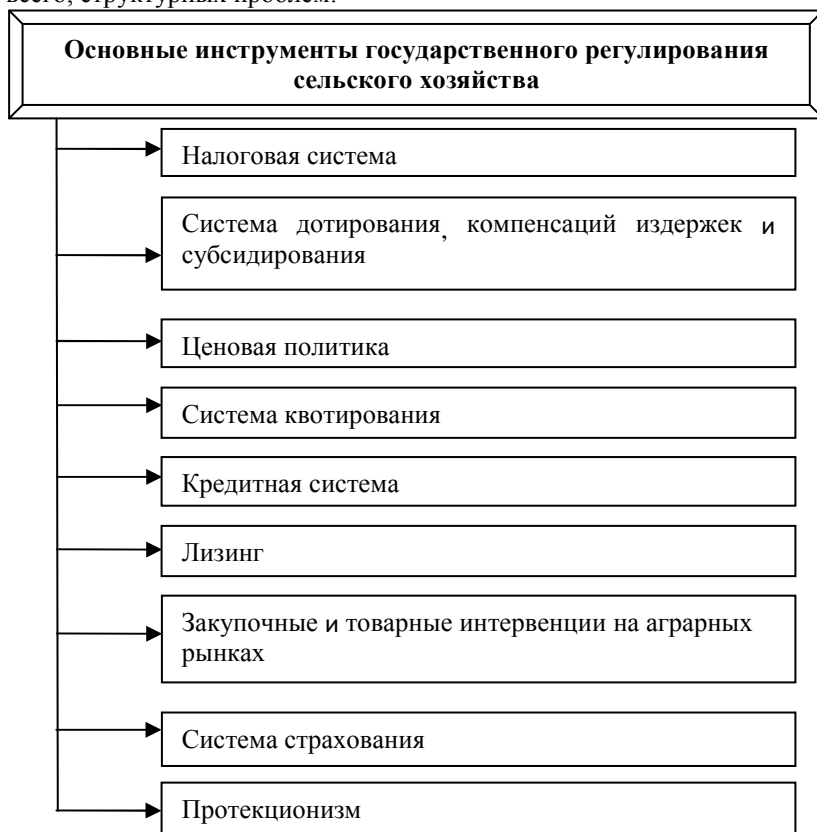 всего, структурных проблем.
Основные инструменты государственного регулирования
сельского хозяйства
Налоговая система
Система дотирования, компенсаций издержек и
субсидирования
Ценовая политика
Система квотирования
Кредитная система
Лизинг
Закупочные и товарные интервенции на аграрных
рынках
Система страхования
Протекционизм